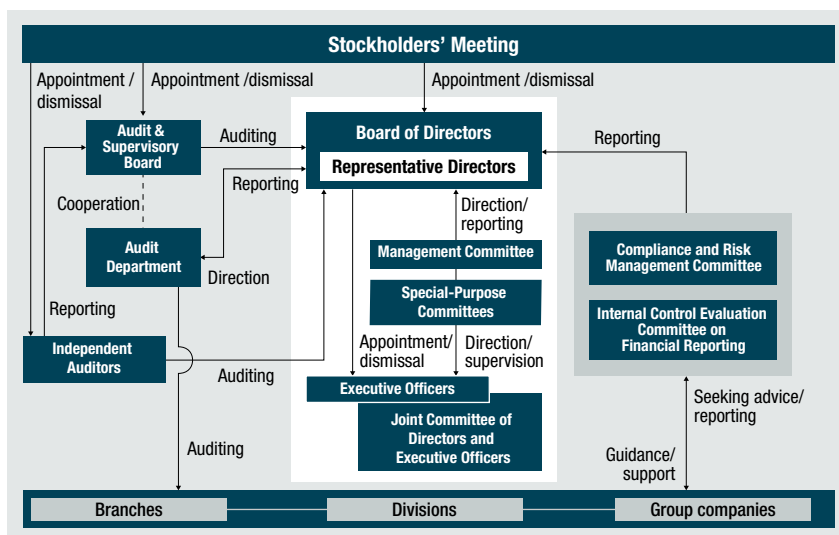 Stockholders' Meeting
Appointment /
dismissal
Appointment /dismissal
Appointment /dismissal
Audit &
Supervisory
Board
Auditing
Board of Directors
Representative Directors
Reporting
Reporting
Cooperation
Direction/
reporting
Audit
Department
Direction
Management Committee
Compliance and Risk
Management Committee
Special-Purpose
Committees
Reporting
Internal Control Evaluation
Committee on
Financial Reporting
Independent
Auditors
Auditing
Appointment/
dismissal
Direction/
supervision
Executive Officers
Joint Committee of
Directors and
Executive Officers
Seeking advice/
reporting
Auditing
Guidance/
support
Branches
Divisions
Group companies